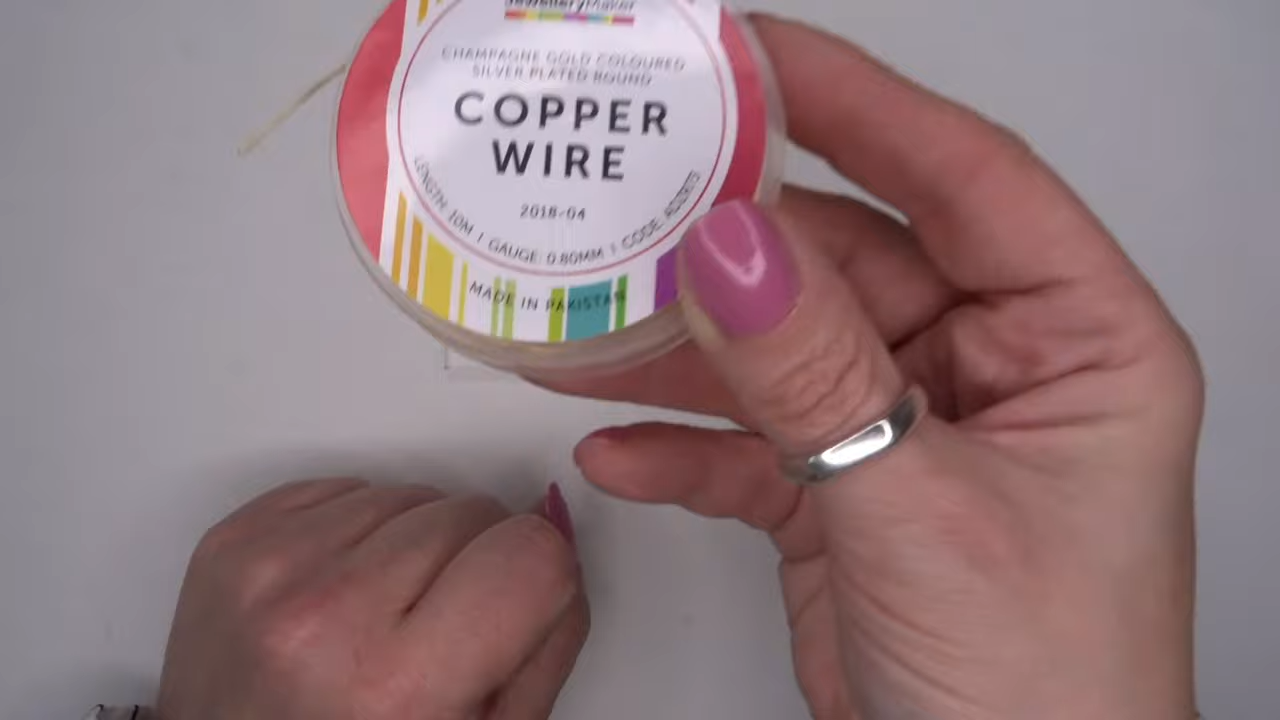 JewelleryMaker
CHAMPAGNE GOLD COLOURED
SILVER PLATED ROUND
COPPER
WIRE
2018-04
LENGTH: 10M | GAUGE: 0.80MM | CODE:
MADE IN PAKISTAN